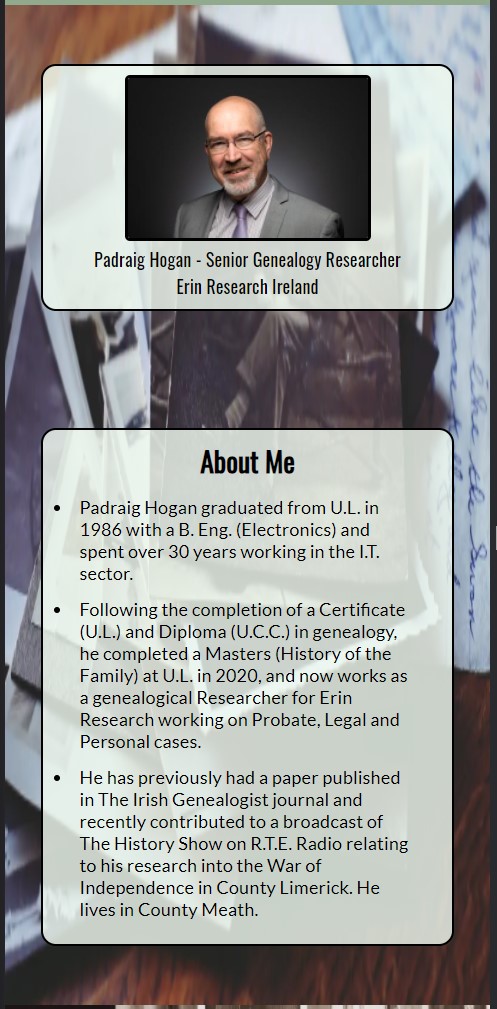 Padraig Hogan - Senior Genealogy Researcher
Erin Research Ireland
About Me
• Padraig Hogan graduated from U.L. in
1986 with a B. Eng. (Electronics) and
spent over 30 years working in the I.T.
sector.
• Following the completion of a Certificate
(U.L.) and Diploma (U.C.C.) in genealogy,
he completed a Masters (History of the
Family) at U.L. in 2020, and now works as
a genealogical Researcher for Erin
Research working on Probate, Legal and
Personal cases.
• He has previously had a paper published
in The Irish Genealogist journal and
recently contributed to a broadcast of
The History Show on R.T.E. Radio relating
to his research into the War of
Independence in County Limerick. He
lives in County Meath.